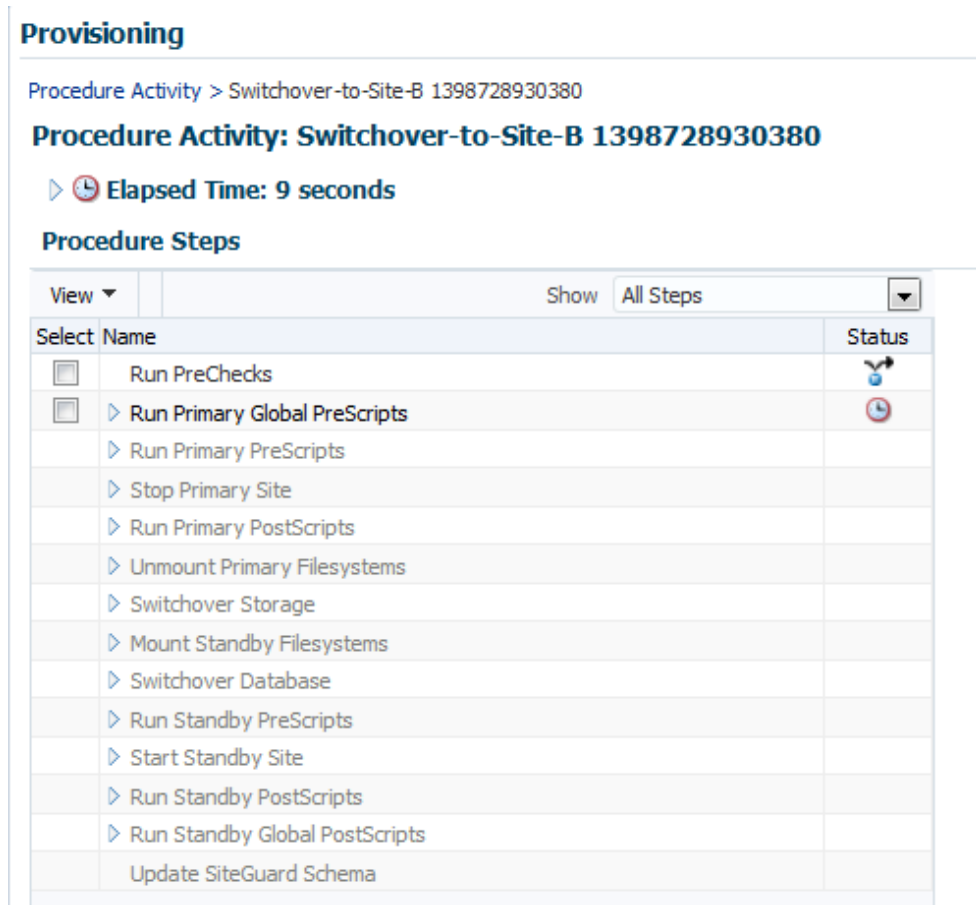 Provisioning
Procedure Activity > Switchover-to-Site-B 1398728930380
Procedure Activity: Switchover-to-Site-B 1398728930380
Elapsed Time: 9 seconds
Procedure Steps
View Show All Steps
Select Name Status
Run PreChecks
Run Primary Global PreScripts
Run Primary PreScripts
Stop Primary Site
Run Primary PostScripts
Unmount Primary Filesystems
Switchover Storage
Mount Standby Filesystems
Switchover Database
Run Standby PreScripts
Start Standby Site
Run Standby PostScripts
Run Standby Global PostScripts
Update SiteGuard Schema